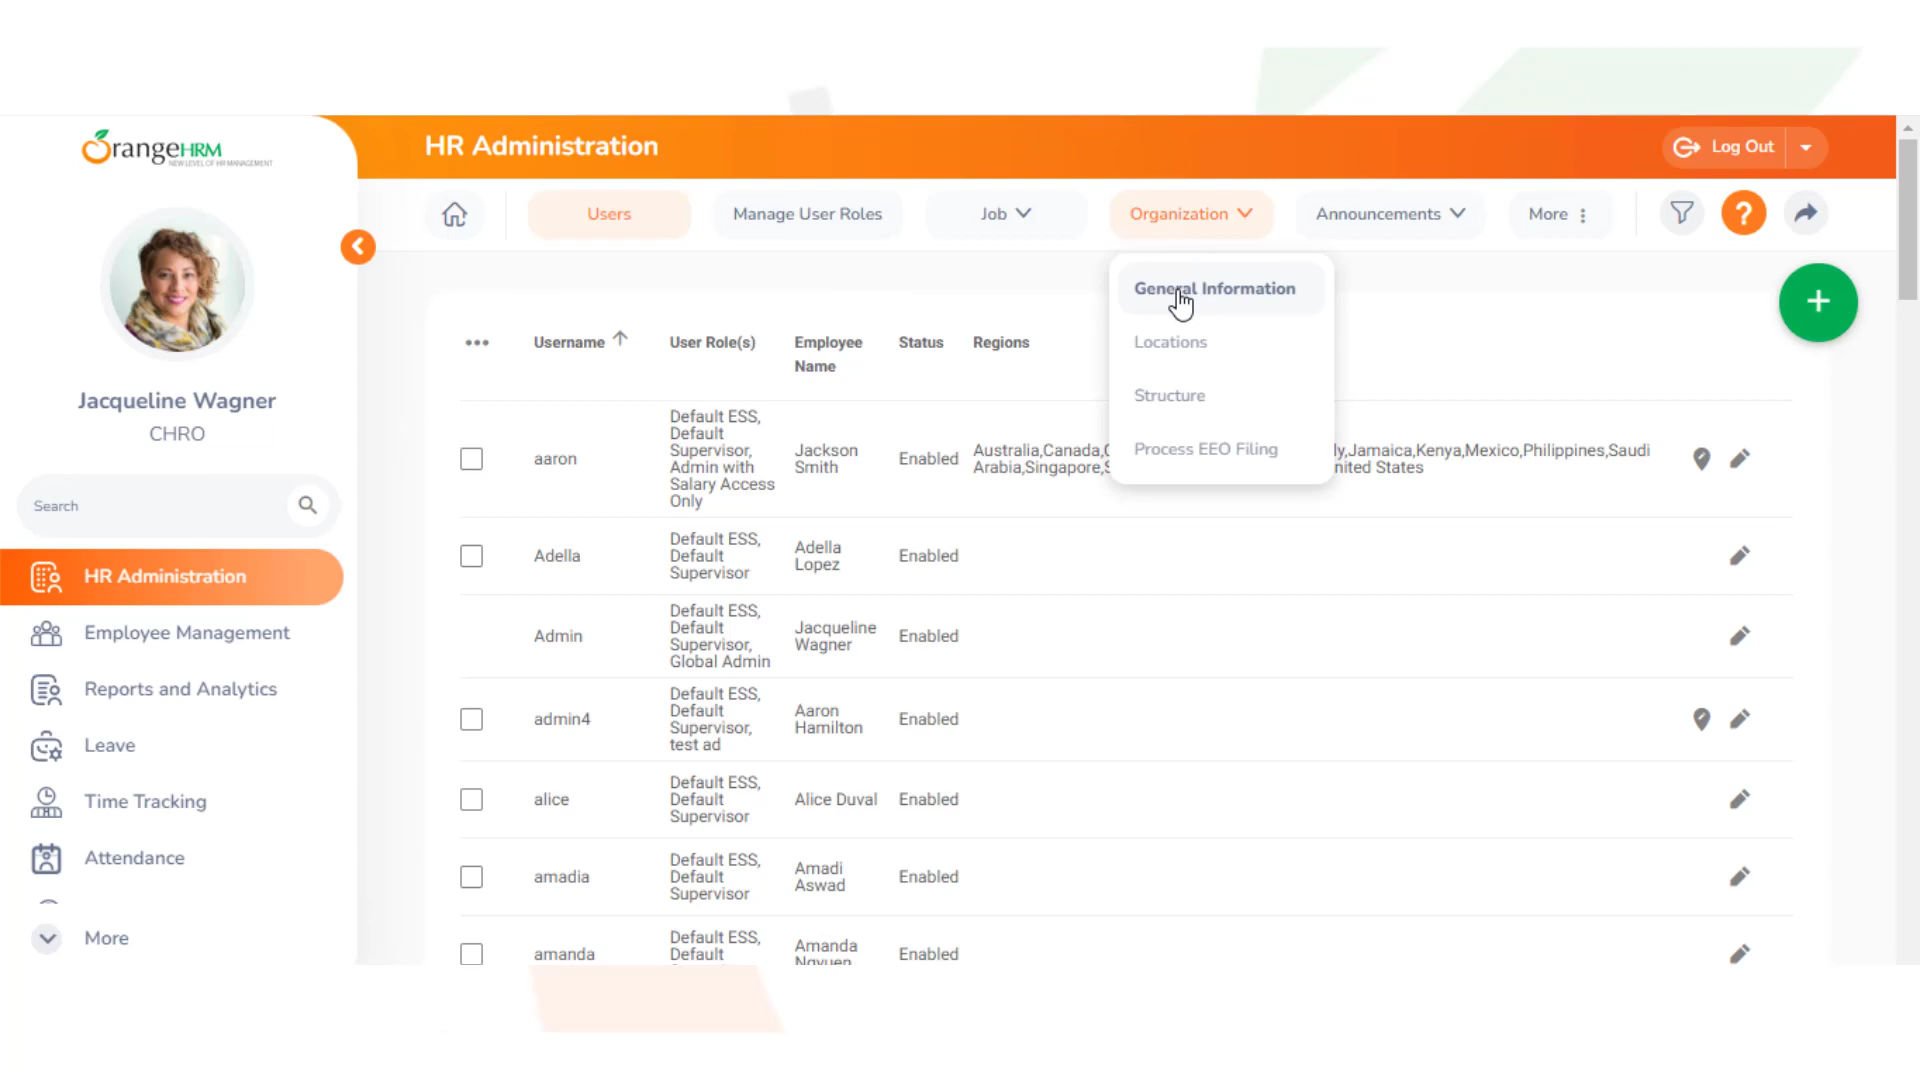 OrangeHRM
NEW LEVEL OF HR MANAGEMENT
HR Administration
Log Out
Users
Manage User Roles
Job
Organization
Announcements
More
General Information
Locations
Structure
Process EEO Filing
Jacqueline Wagner
CHRO
Search
HR Administration
Employee Management
Reports and Analytics
Leave
Time Tracking
Attendance
More
Username
User Role(s)
Employee
Name
Status
Regions
aaron
Default ESS,
Default
Supervisor,
Admin with
Salary Access
Only
Jackson
Smith
Enabled
Australia,Canada,
ly,Jamaica,Kenya,Mexico,Philippines,Saudi
Arabia,Singapore,
nited States
Adella
Default ESS,
Default
Supervisor
Adella
Lopez
Enabled
Admin
Default ESS,
Default
Supervisor,
Global Admin
Jacqueline
Wagner
Enabled
admin4
Default ESS,
Default
Supervisor,
test ad
Aaron
Hamilton
Enabled
alice
Default ESS,
Default
Supervisor
Alice Duval
Enabled
amadia
Default ESS,
Default
Supervisor
Amadi
Aswad
Enabled
amanda
Default ESS,
Default
Amanda
Nguyen
Enabled